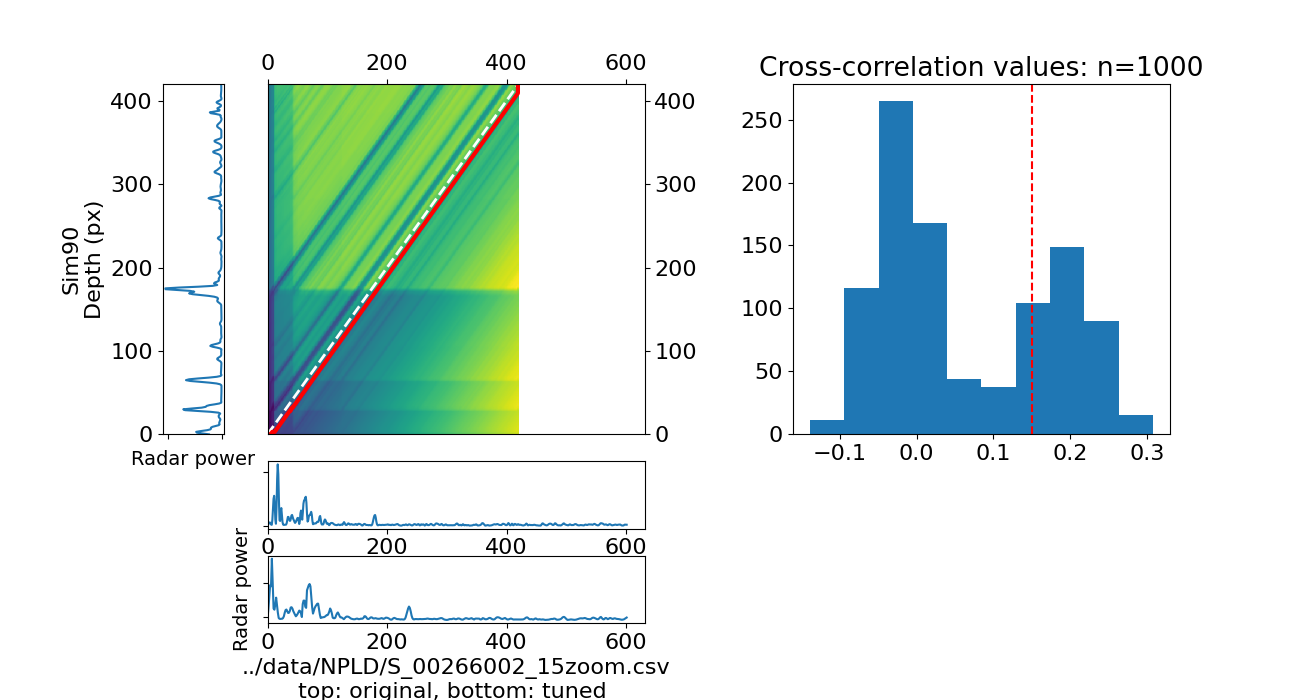 0 200 400 600
Cross-correlation values: n=1000
400
300
200
100
0
Sim90
Depth (px)
400
300
200
100
0
250
200
150
100
50
0
−0.1 0.0 0.1 0.2 0.3
Radar power
0 200 400 600
Radar power
0 200 400 600
../data/NPLD/S_00266002_15zoom.csv
top: original, bottom: tuned